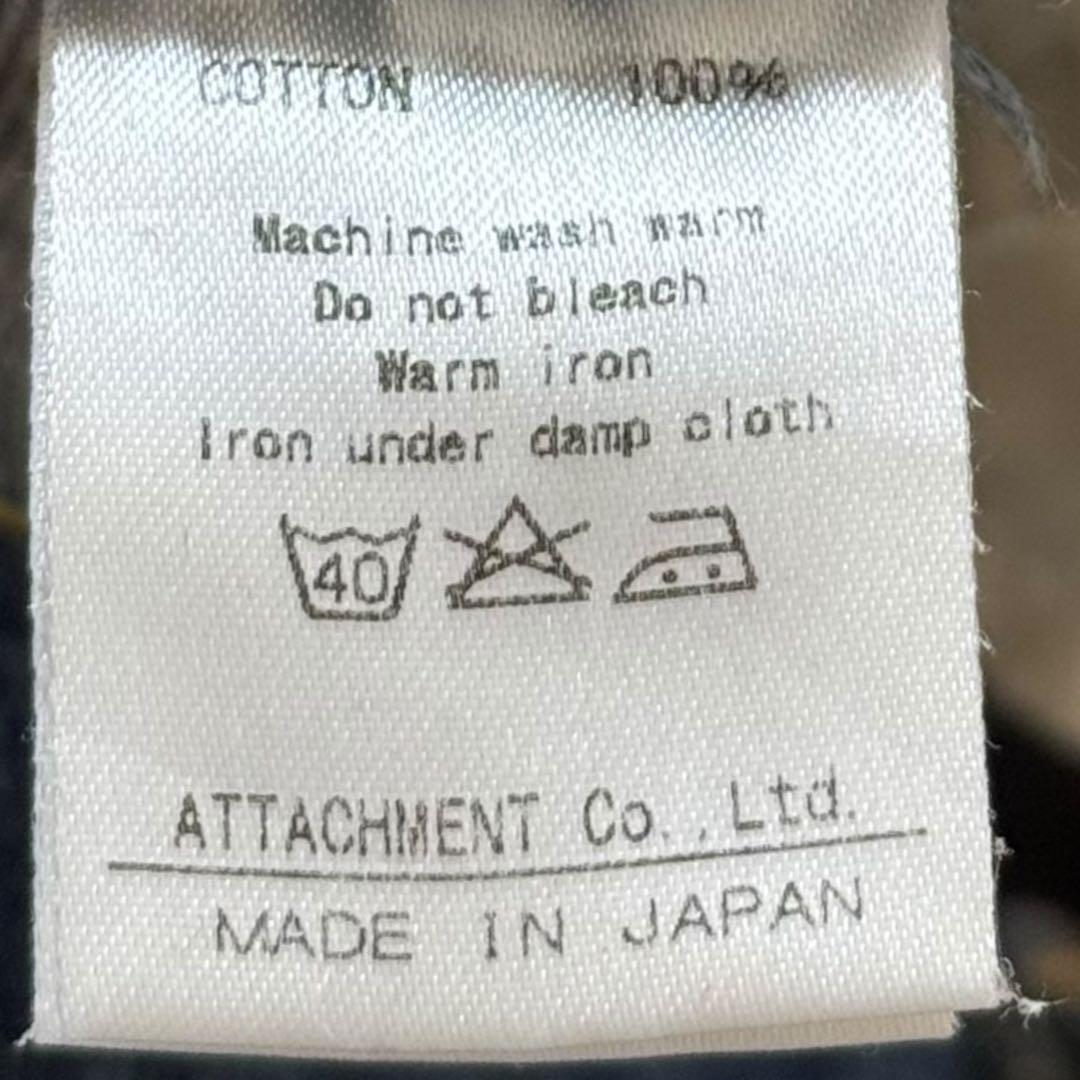 COTTON 100%
Machine wash warm
Do not bleach
Warm iron
Iron under damp cloth
40
ATTACHMENT Co., Ltd.
MADE IN JAPAN